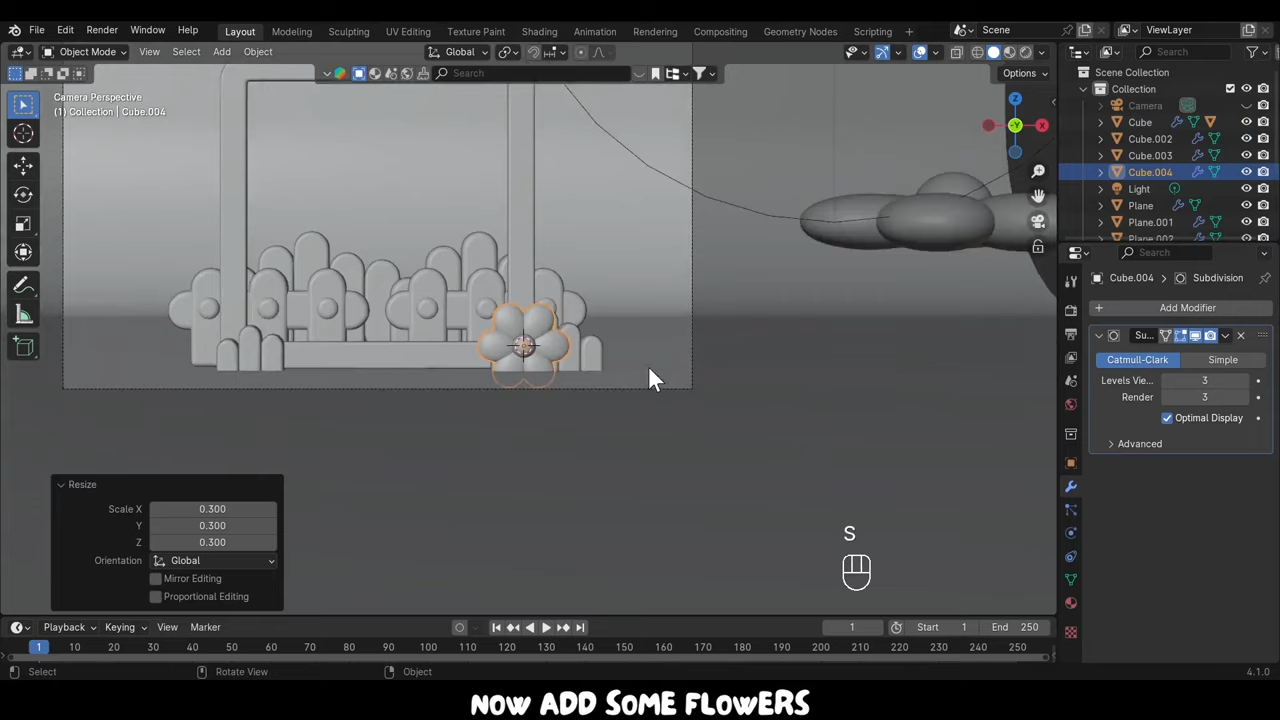 File Edit Render Window Help Layout Modeling Sculpting UV Editing Texture Paint Shading Animation Rendering Compositing Geometry Nodes Scripting Scene ViewLayer
Object Mode View Select Add Object Global Search
Search Options
Camera Perspective
(1) Collection | Cube.004
X
-Y
Z
Scene Collection
Collection
Camera
Cube
Cube.002
Cube.003
Cube.004
Light
Plane
Plane.001
Plane.002
Search
Cube.004 Subdivision
Add Modifier
Su...
Catmull-Clark Simple
Levels Vie... 3
Render 3
Optimal Display
Advanced
Resize
Scale X 0.300
Y 0.300
Z 0.300
Orientation Global
Mirror Editing
Proportional Editing
S
Playback Keying View Marker 1 Start 1 End 250
1 10 20 30 40 50 60 70 80 90 100 110 120 130 140 150 160 170 180 190 200 210 220 230 240 250
Select Rotate View Object 4.1.0
NOW ADD SOME FLOWERS